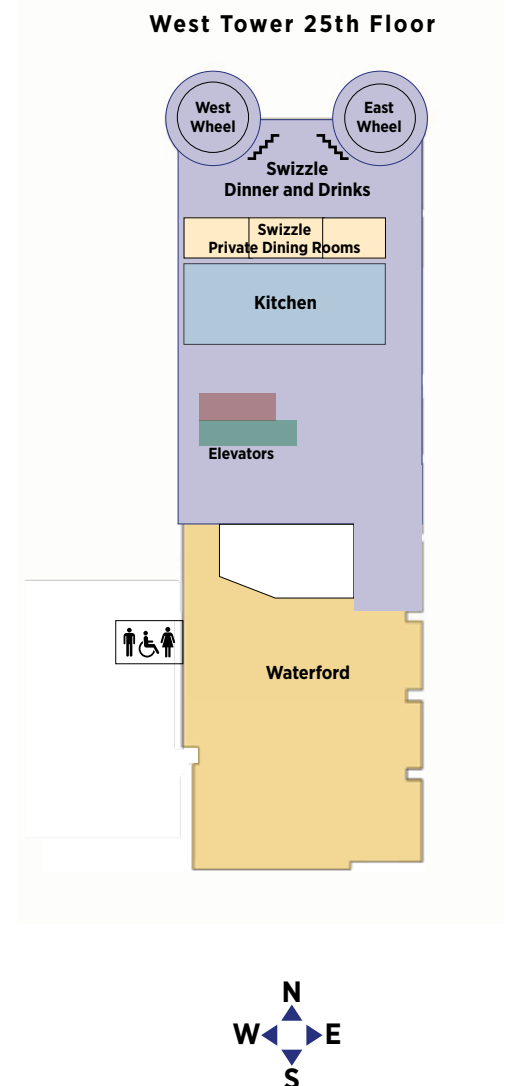 West Tower 25th Floor
West
Wheel
East
Wheel
Swizzle
Dinner and Drinks
Swizzle
Private Dining Rooms
Kitchen
Elevators
Waterford
N
W E
S